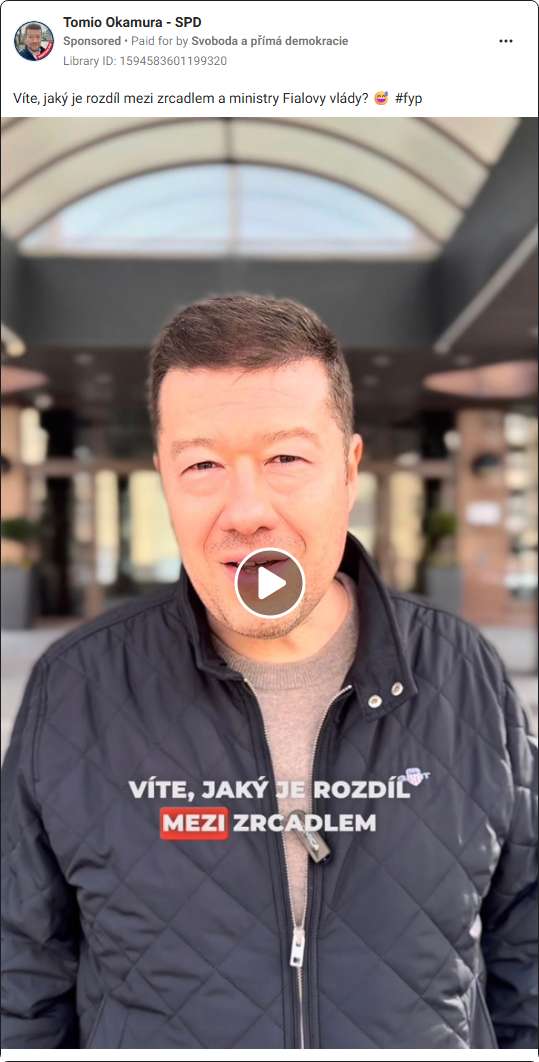 Tomio Okamura - SPD
Sponsored • Paid for by Svoboda a přímá demokracie
Library ID: 1594583601199320
Víte, jaký je rozdíl mezi zrcadlem a ministry Fialovy vlády? 😅 #fyp
VÍTE, JAKÝ JE ROZDÍL
MEZI ZRCADLEM